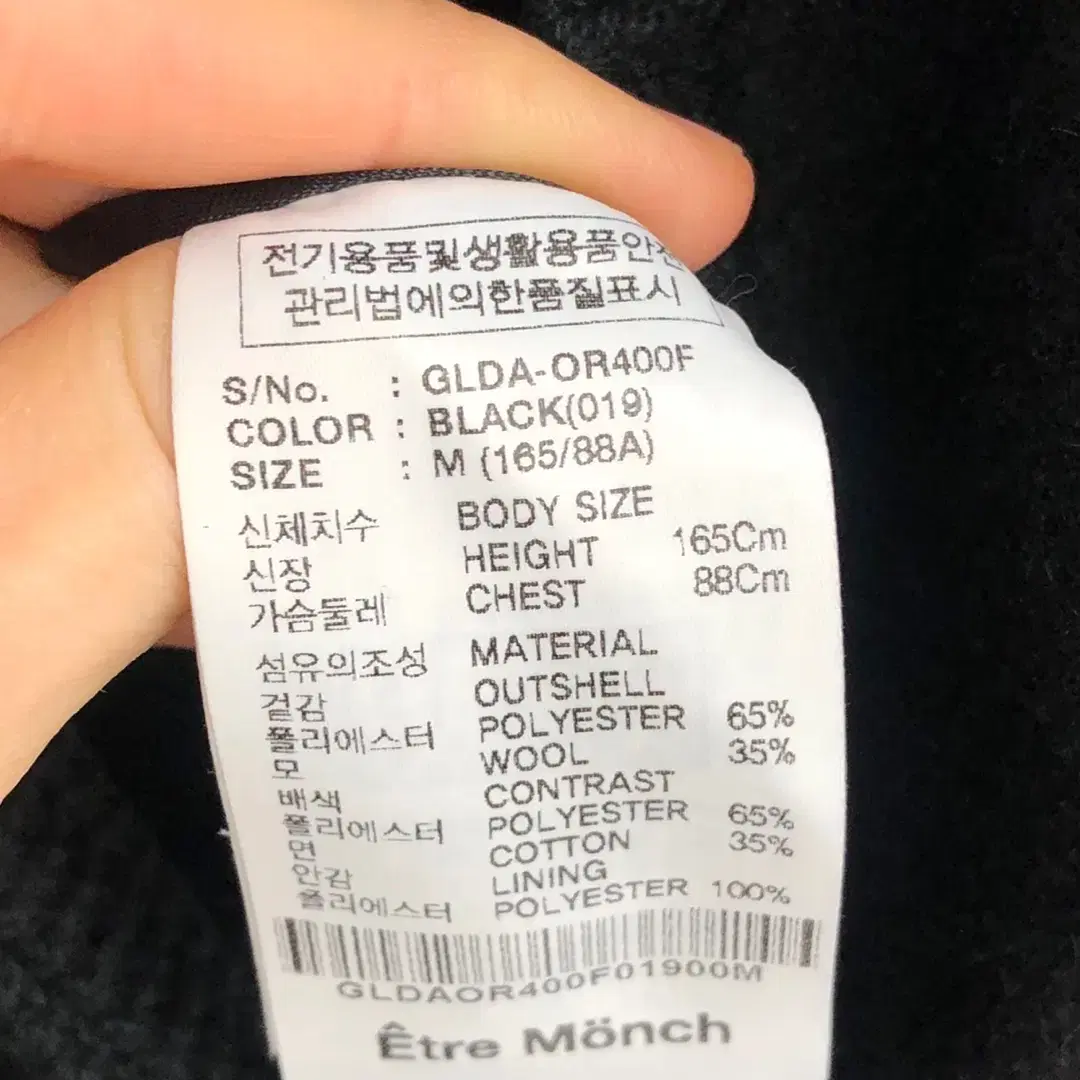 전기용품및생활용품안전
관리법에의한품질표시
S/No. : GLDA-OR400F
COLOR : BLACK(019)
SIZE : M (165/88A)
신체치수 BODY SIZE
신장 HEIGHT 165Cm
가슴둘레 CHEST 88Cm
섬유의조성 MATERIAL
겉감 OUTSHELL
폴리에스터 POLYESTER 65%
모 WOOL 35%
배색 CONTRAST
폴리에스터 POLYESTER 65%
면 COTTON 35%
안감 LINING
폴리에스터 POLYESTER 100%
GLDAOR400F01900M
Être Mönch